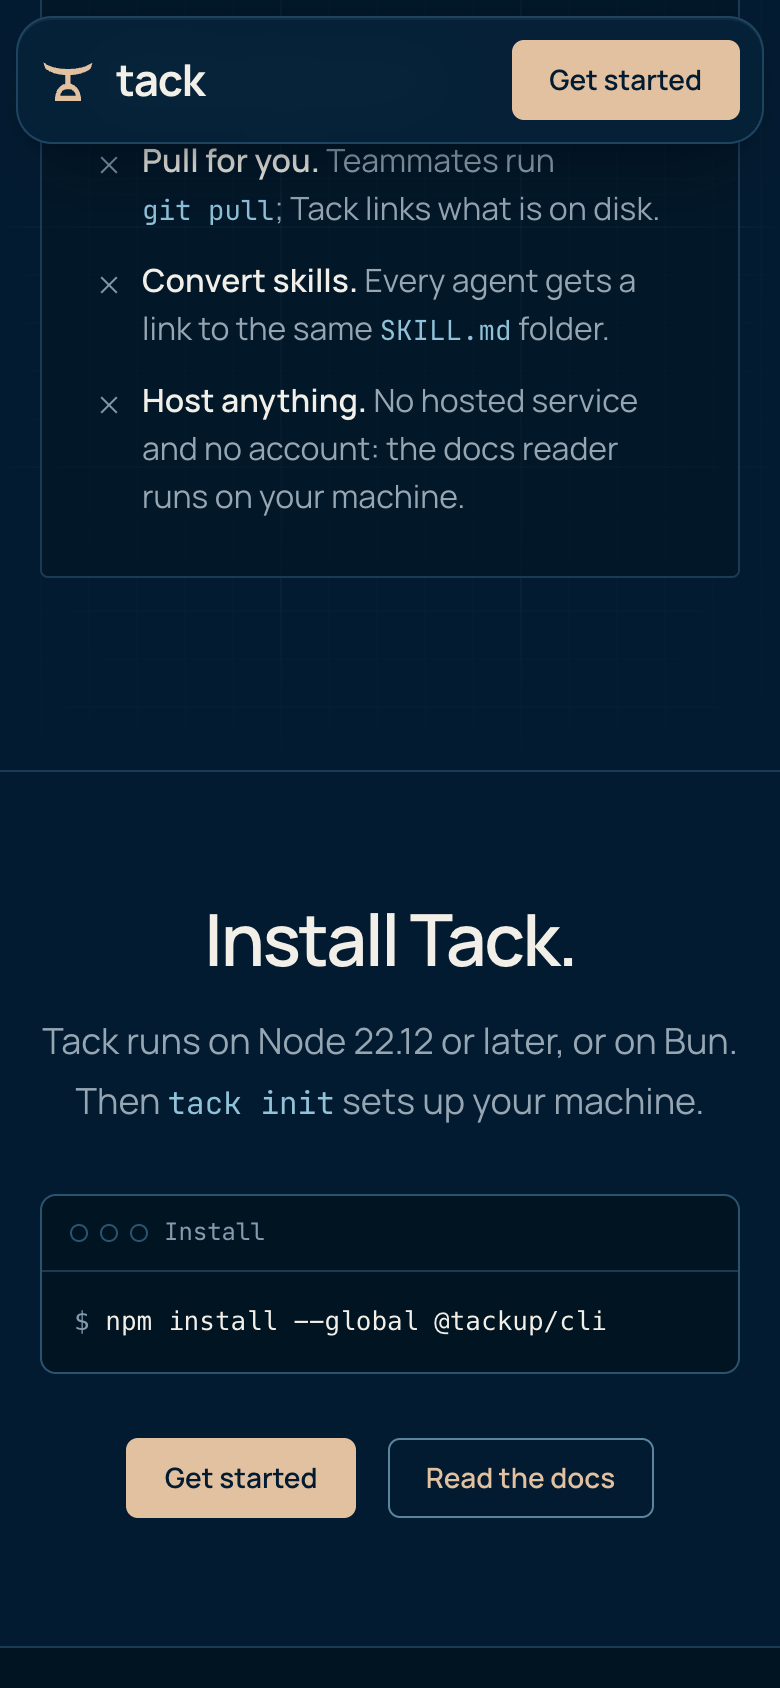 tack
Get started
Pull for you. Teammates run
git pull; Tack links what is on disk.
Convert skills. Every agent gets a
link to the same SKILL.md folder.
Host anything. No hosted service
and no account: the docs reader
runs on your machine.
Install Tack.
Tack runs on Node 22.12 or later, or on Bun.
Then tack init sets up your machine.
Install
$ npm install --global @tackup/cli
Get started
Read the docs